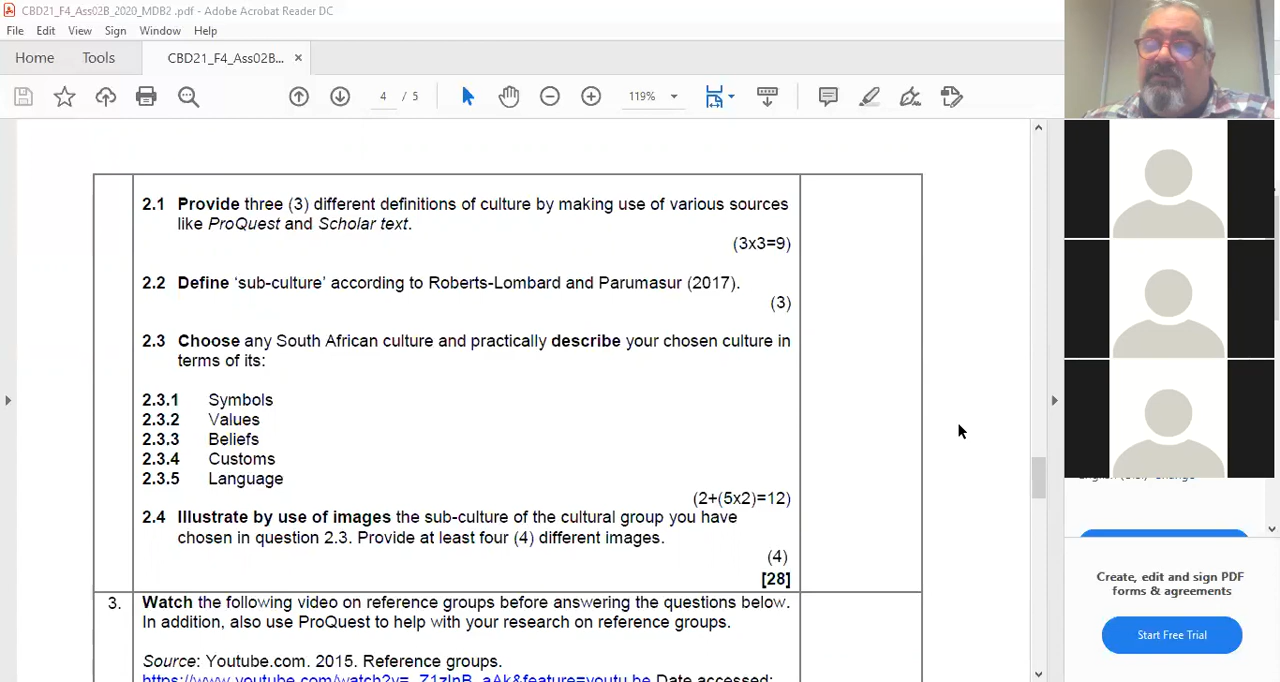 CBD21_F4_Ass02B_2020_MDB2 .pdf - Adobe Acrobat Reader DC
File Edit View Sign Window Help
Home Tools CBD21_F4_Ass02B... ×
4 / 5 119%
2.1 Provide three (3) different definitions of culture by making use of various sources
like ProQuest and Scholar text.
(3x3=9)
2.2 Define ‘sub-culture’ according to Roberts-Lombard and Parumasur (2017).
(3)
2.3 Choose any South African culture and practically describe your chosen culture in
terms of its:
2.3.1 Symbols
2.3.2 Values
2.3.3 Beliefs
2.3.4 Customs
2.3.5 Language
(2+(5x2)=12)
2.4 Illustrate by use of images the sub-culture of the cultural group you have
chosen in question 2.3. Provide at least four (4) different images.
(4)
[28]
3. Watch the following video on reference groups before answering the questions below.
In addition, also use ProQuest to help with your research on reference groups.
Source: Youtube.com. 2015. Reference groups.
Date accessed:
Change
Create, edit and sign PDF
forms & agreements
Start Free Trial